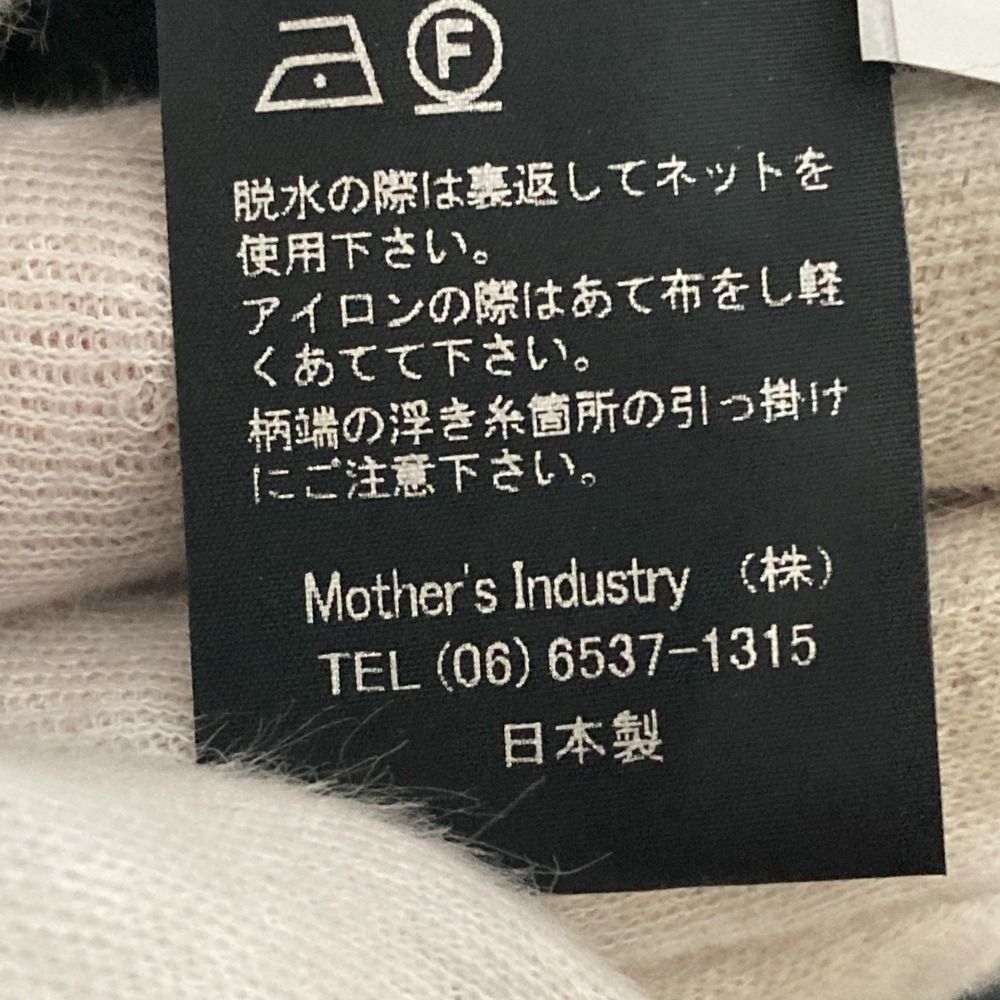 F
脱水の際は裏返してネットを
使用下さい。
アイロンの際はあて布をし軽
くあてて下さい。
柄端の浮き糸箇所の引っ掛け
にご注意下さい。
Mother's Industry （株）
TEL (06) 6537-1315
日本製